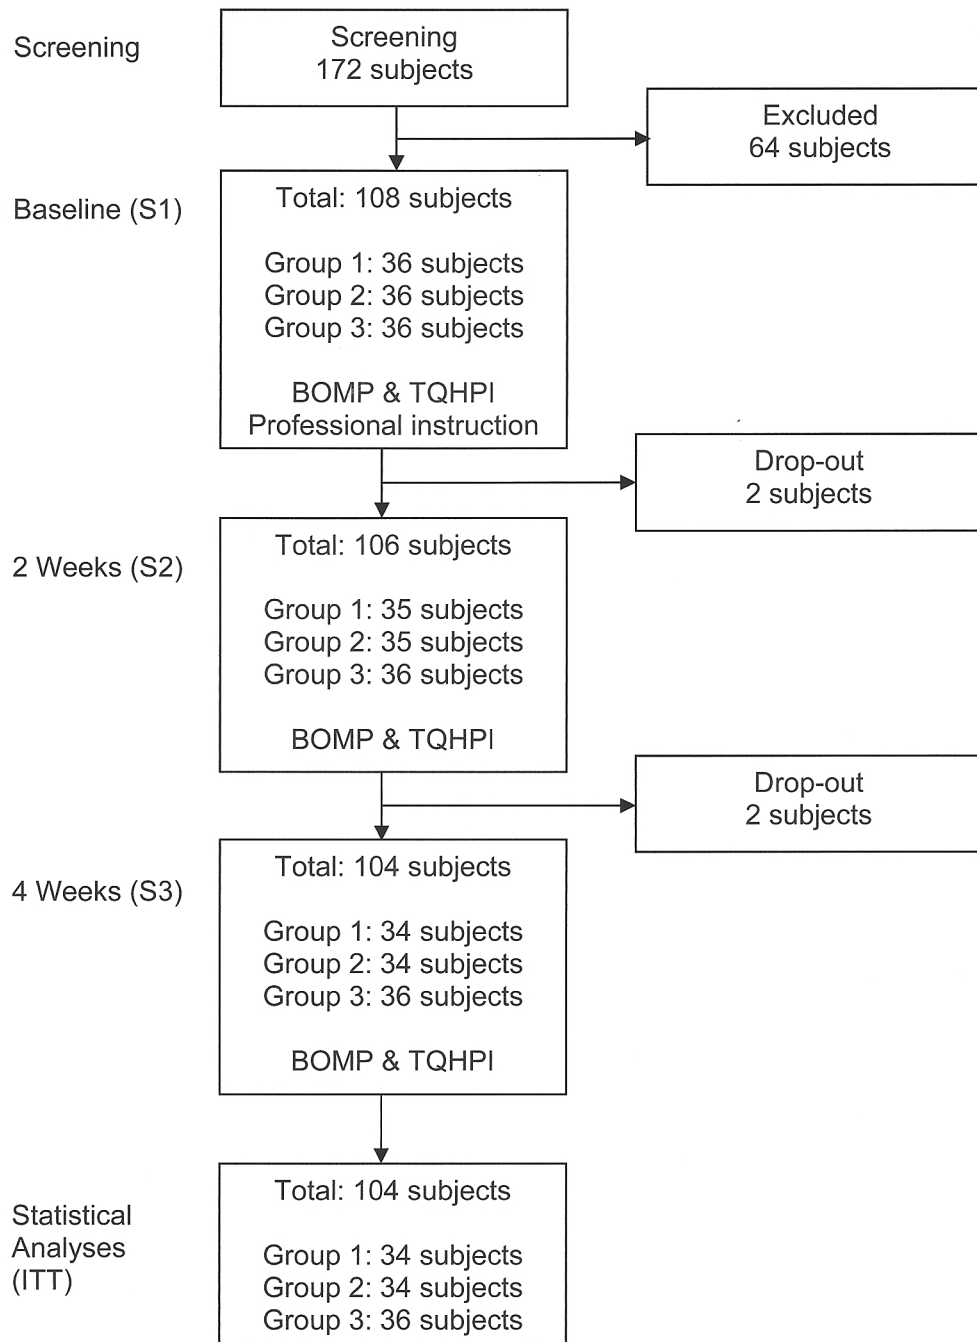 Screening
Screening
172 subjects
Excluded
64 subjects
Baseline (S1)
Total: 108 subjects
Group 1: 36 subjects
Group 2: 36 subjects
Group 3: 36 subjects
BOMP & TQHPI
Professional instruction
Drop-out
2 subjects
2 Weeks (S2)
Total: 106 subjects
Group 1: 35 subjects
Group 2: 35 subjects
Group 3: 36 subjects
BOMP & TQHPI
Drop-out
2 subjects
4 Weeks (S3)
Total: 104 subjects
Group 1: 34 subjects
Group 2: 34 subjects
Group 3: 36 subjects
BOMP & TQHPI
Statistical
Analyses
(ITT)
Total: 104 subjects
Group 1: 34 subjects
Group 2: 34 subjects
Group 3: 36 subjects